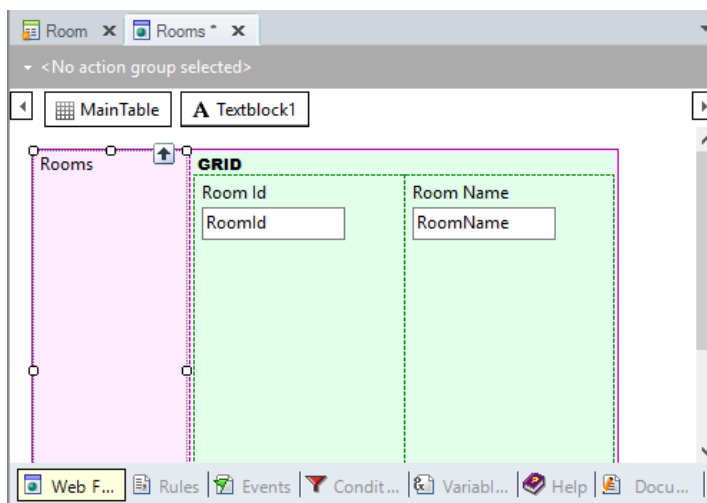 Room Rooms *
<No action group selected>
MainTable A Textblock1
Rooms GRID
Room Id Room Name
RoomId RoomName
Web F... Rules Events Condit... Variabl... Help Docu...